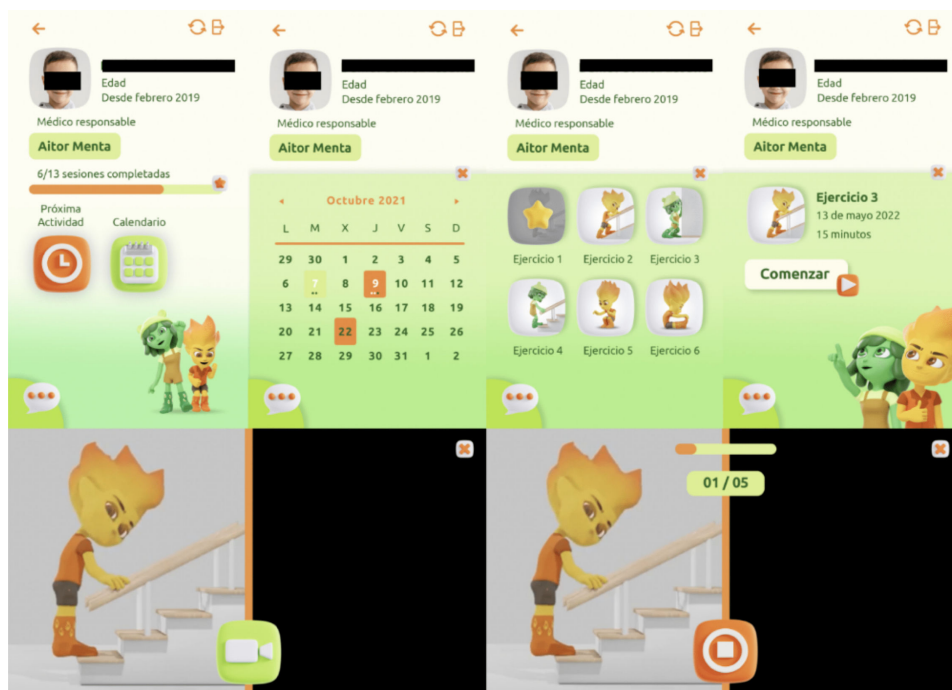 Edad
Desde febrero 2019
Médico responsable
Aitor Menta
6/13 sesiones completadas
Próxima
Actividad
Calendario
Edad
Desde febrero 2019
Médico responsable
Aitor Menta
Octubre 2021
L M X J V S D
29 30 1 2 3 4 5
6 7 8 9 10 11 12
13 14 15 16 17 18 19
20 21 22 23 24 25 26
27 28 29 30 31 1 2
Edad
Desde febrero 2019
Médico responsable
Aitor Menta
Ejercicio 1 Ejercicio 2 Ejercicio 3
Ejercicio 4 Ejercicio 5 Ejercicio 6
Edad
Desde febrero 2019
Médico responsable
Aitor Menta
Ejercicio 3
13 de mayo 2022
15 minutos
Comenzar
01 / 05